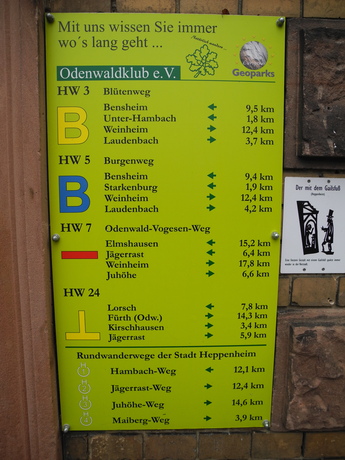 Mit uns wissen Sie immer
wo's lang geht ...
Odenwaldklub e.V.
Geoparks
HW 3 Blütenweg
B
Bensheim 9,5 km
Unter-Hambach 1,8 km
Weinheim 12,4 km
Laudenbach 3,7 km
HW 5 Burgenweg
B
Bensheim 9,4 km
Starkenburg 1,9 km
Weinheim 12,4 km
Laudenbach 4,2 km
HW 7 Odenwald-Vogesen-Weg
Elmshausen 15,2 km
Jägerrast 6,4 km
Weinheim 17,8 km
Juhöhe 6,6 km
HW 24
Lorsch 7,8 km
Fürth (Odw.) 14,3 km
Kirschhausen 3,4 km
Jägerrast 5,9 km
Rundwanderwege der Stadt Heppenheim
Hambach-Weg 12,1 km
Jägerrast-Weg 12,4 km
Juhöhe-Weg 14,6 km
Maiberg-Weg 3,9 km